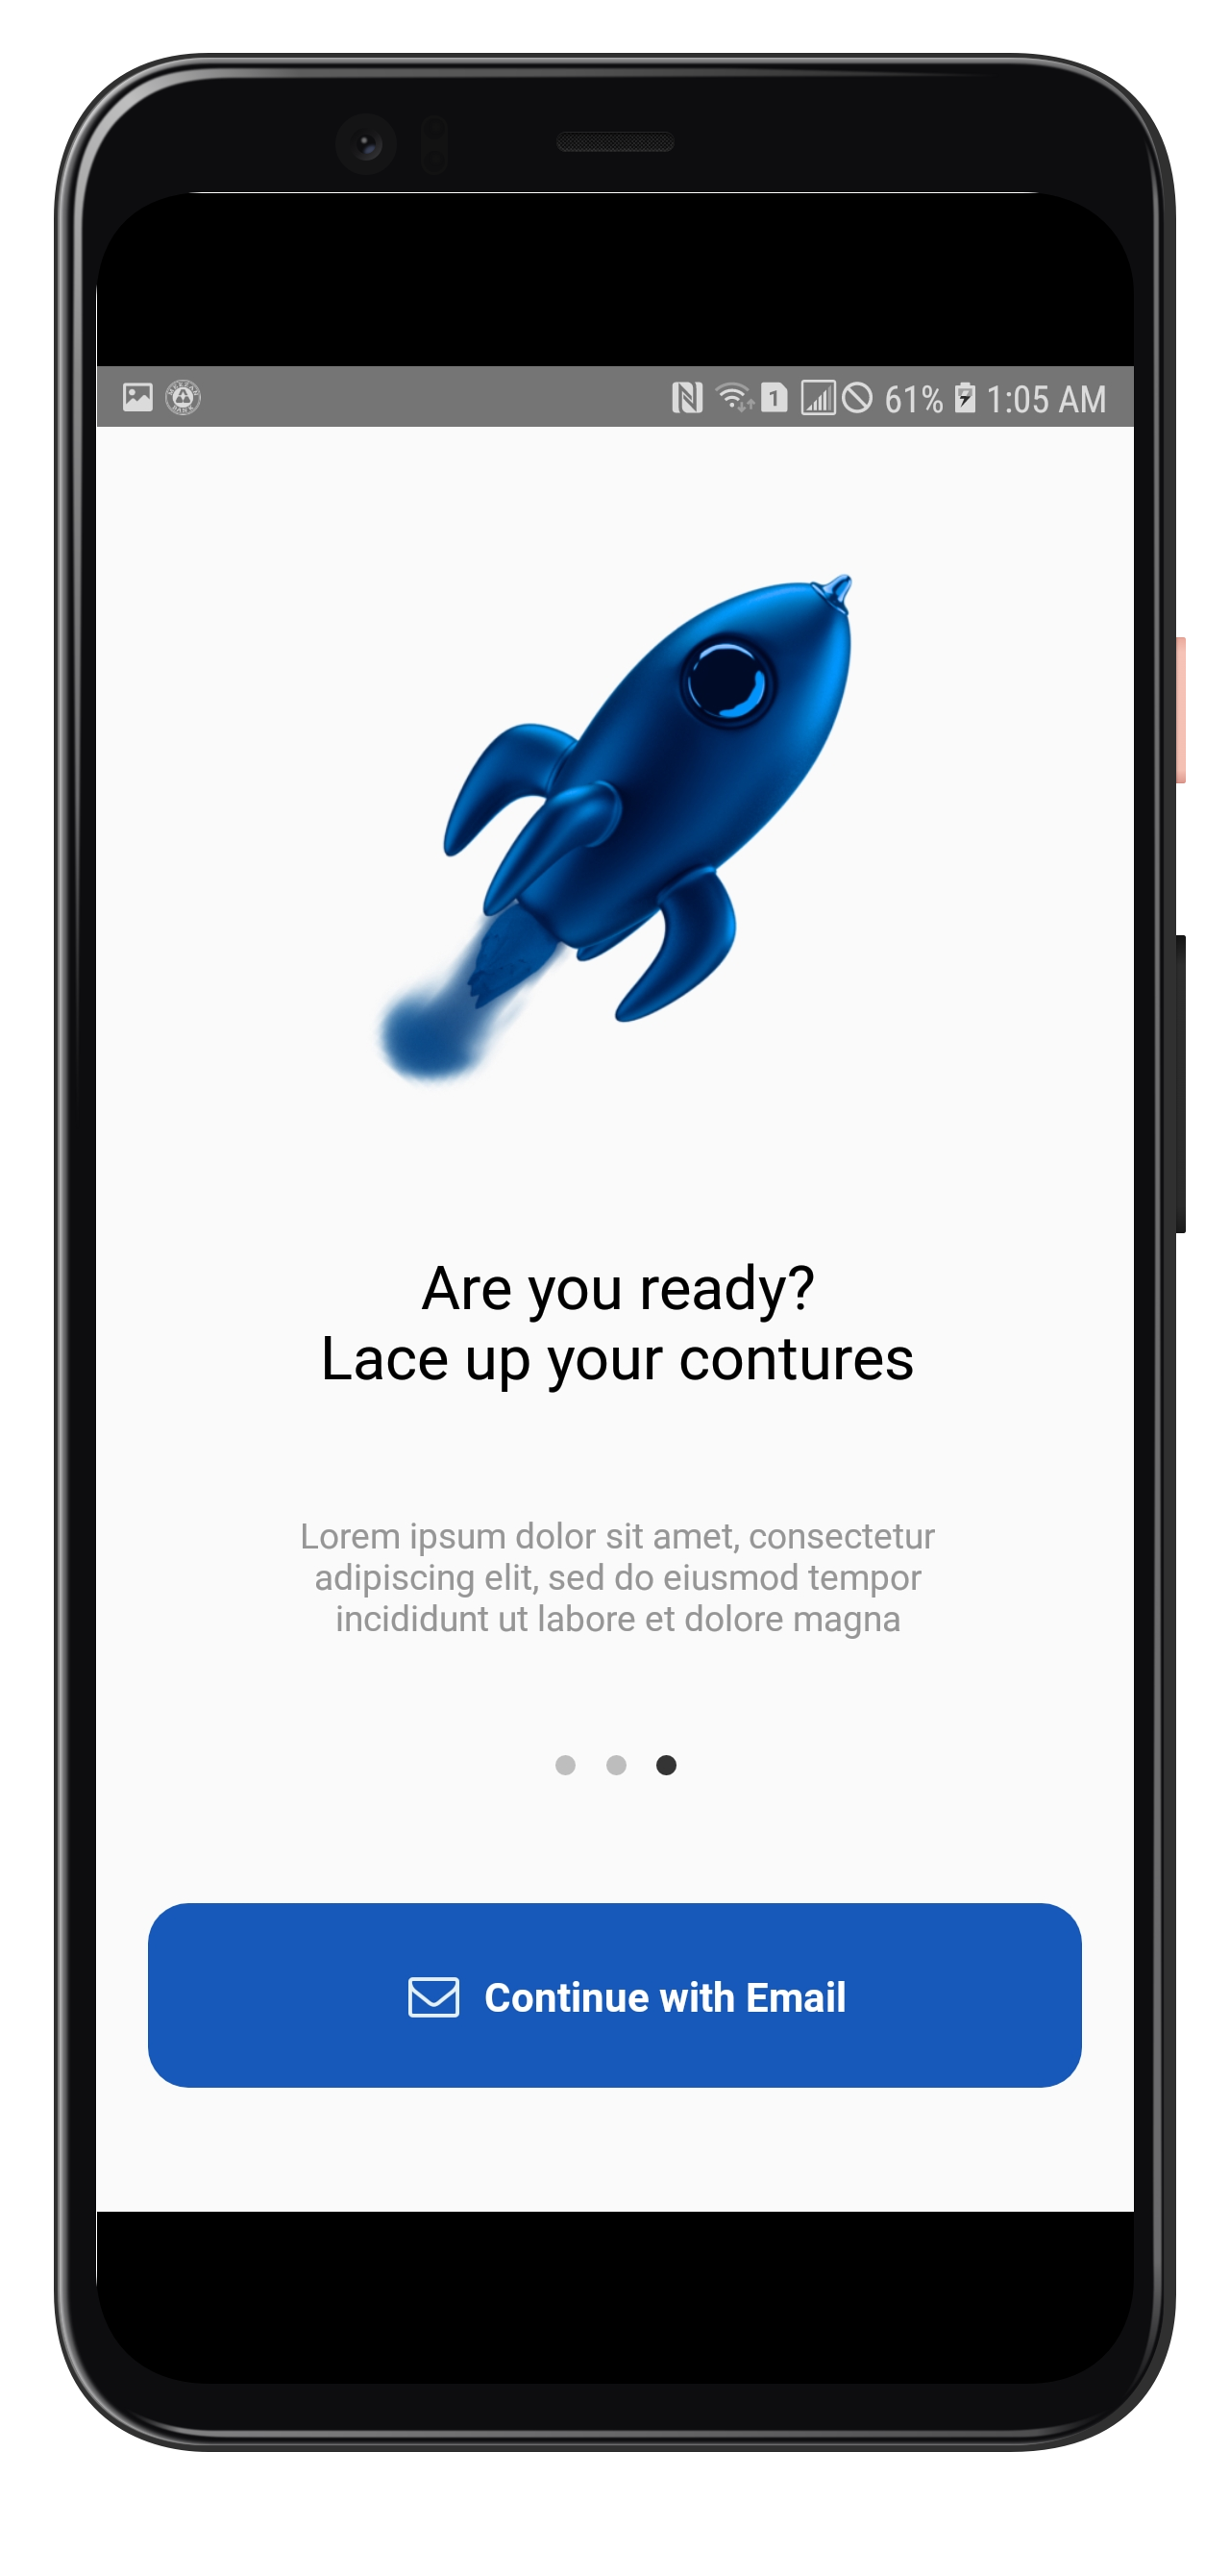 1 61% 1:05 AM
Are you ready?
Lace up your contures
Lorem ipsum dolor sit amet, consectetur
adipiscing elit, sed do eiusmod tempor
incididunt ut labore et dolore magna
Continue with Email